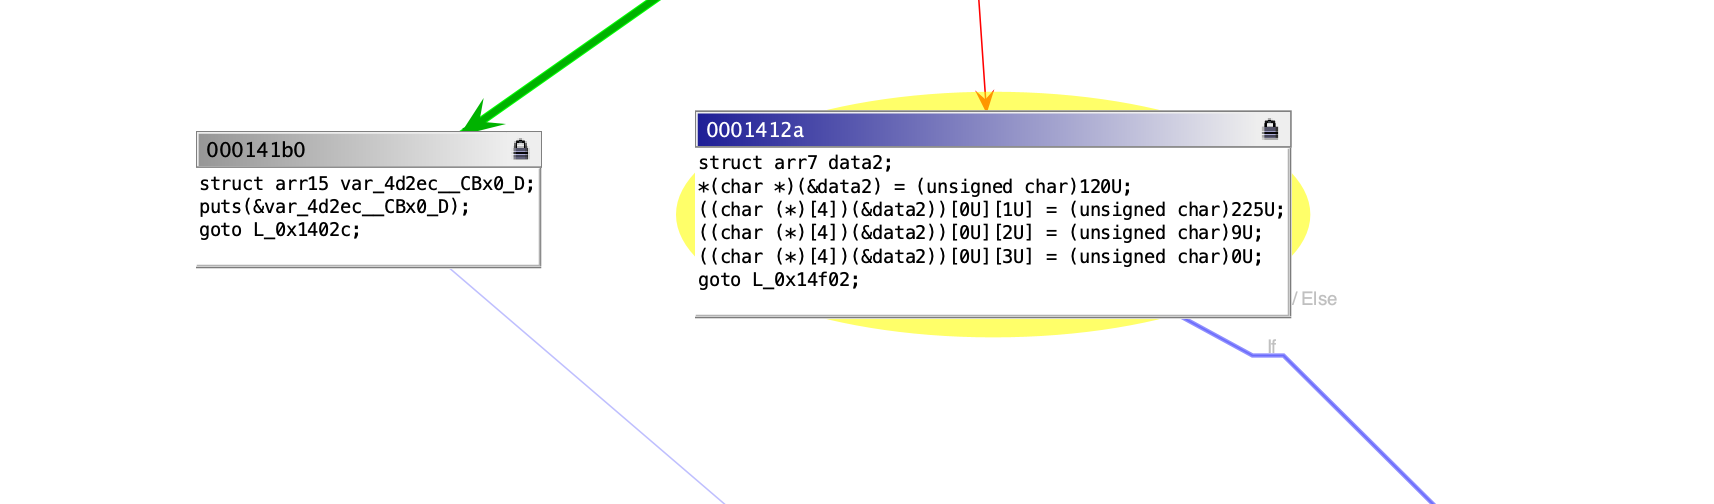 000141b0
struct arr15 var_4d2ec__CBx0_D;
puts(&var_4d2ec__CBx0_D);
goto L_0x1402c;
0001412a
struct arr7 data2;
*(char *)(&data2) = (unsigned char)120U;
((char (*)[4])(&data2))[0U][1U] = (unsigned char)225U;
((char (*)[4])(&data2))[0U][2U] = (unsigned char)9U;
((char (*)[4])(&data2))[0U][3U] = (unsigned char)0U;
goto L_0x14f02;
/ Else
If